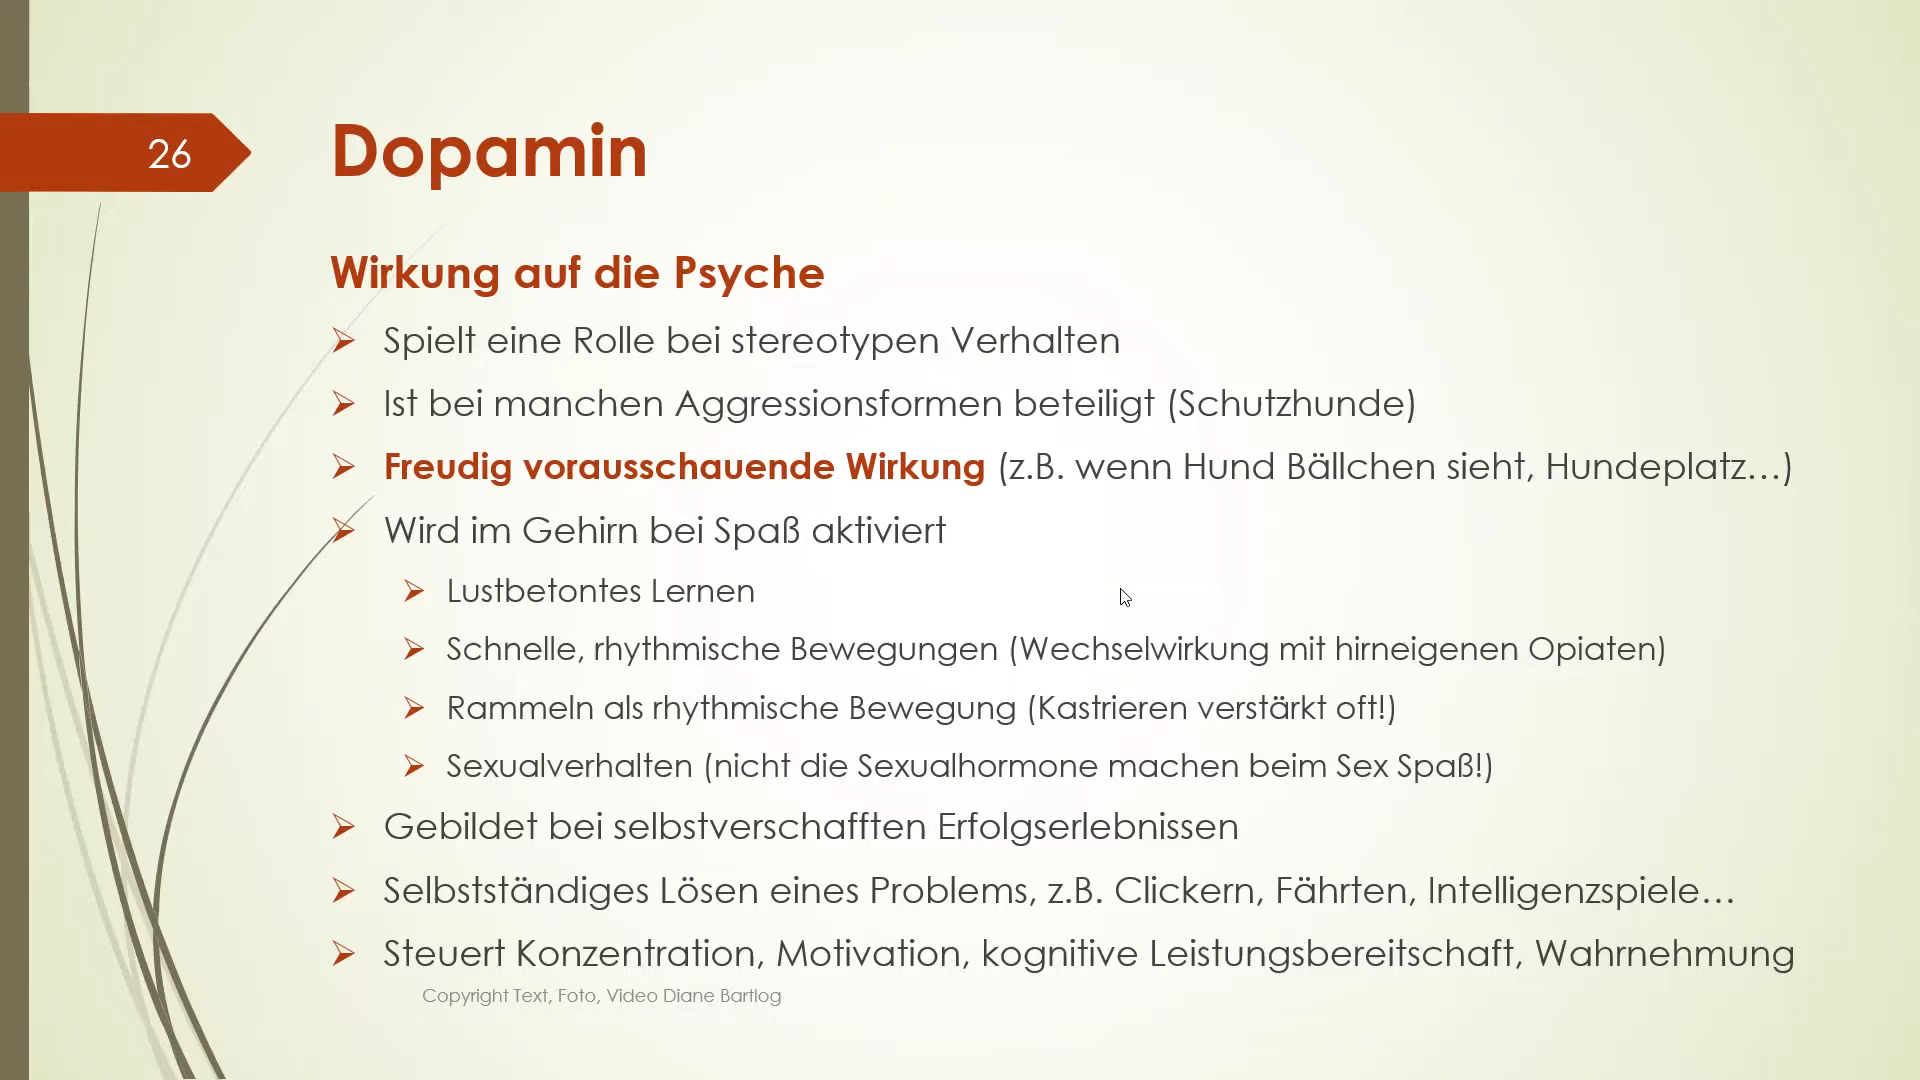 26
Dopamin
Wirkung auf die Psyche
Spielt eine Rolle bei stereotypen Verhalten
Ist bei manchen Aggressionsformen beteiligt (Schutzhunde)
Freudig vorausschauende Wirkung (z.B. wenn Hund Bällchen sieht, Hundeplatz…)
Wird im Gehirn bei Spaß aktiviert
Lustbetontes Lernen
Schnelle, rhythmische Bewegungen (Wechselwirkung mit hirneigenen Opiaten)
Rammeln als rhythmische Bewegung (Kastrieren verstärkt oft!)
Sexualverhalten (nicht die Sexualhormone machen beim Sex Spaß!)
Gebildet bei selbstverschafften Erfolgserlebnissen
Selbstständiges Lösen eines Problems, z.B. Clickern, Fährten, Intelligenzspiele…
Steuert Konzentration, Motivation, kognitive Leistungsbereitschaft, Wahrnehmung
Copyright Text, Foto, Video Diane Bartlog